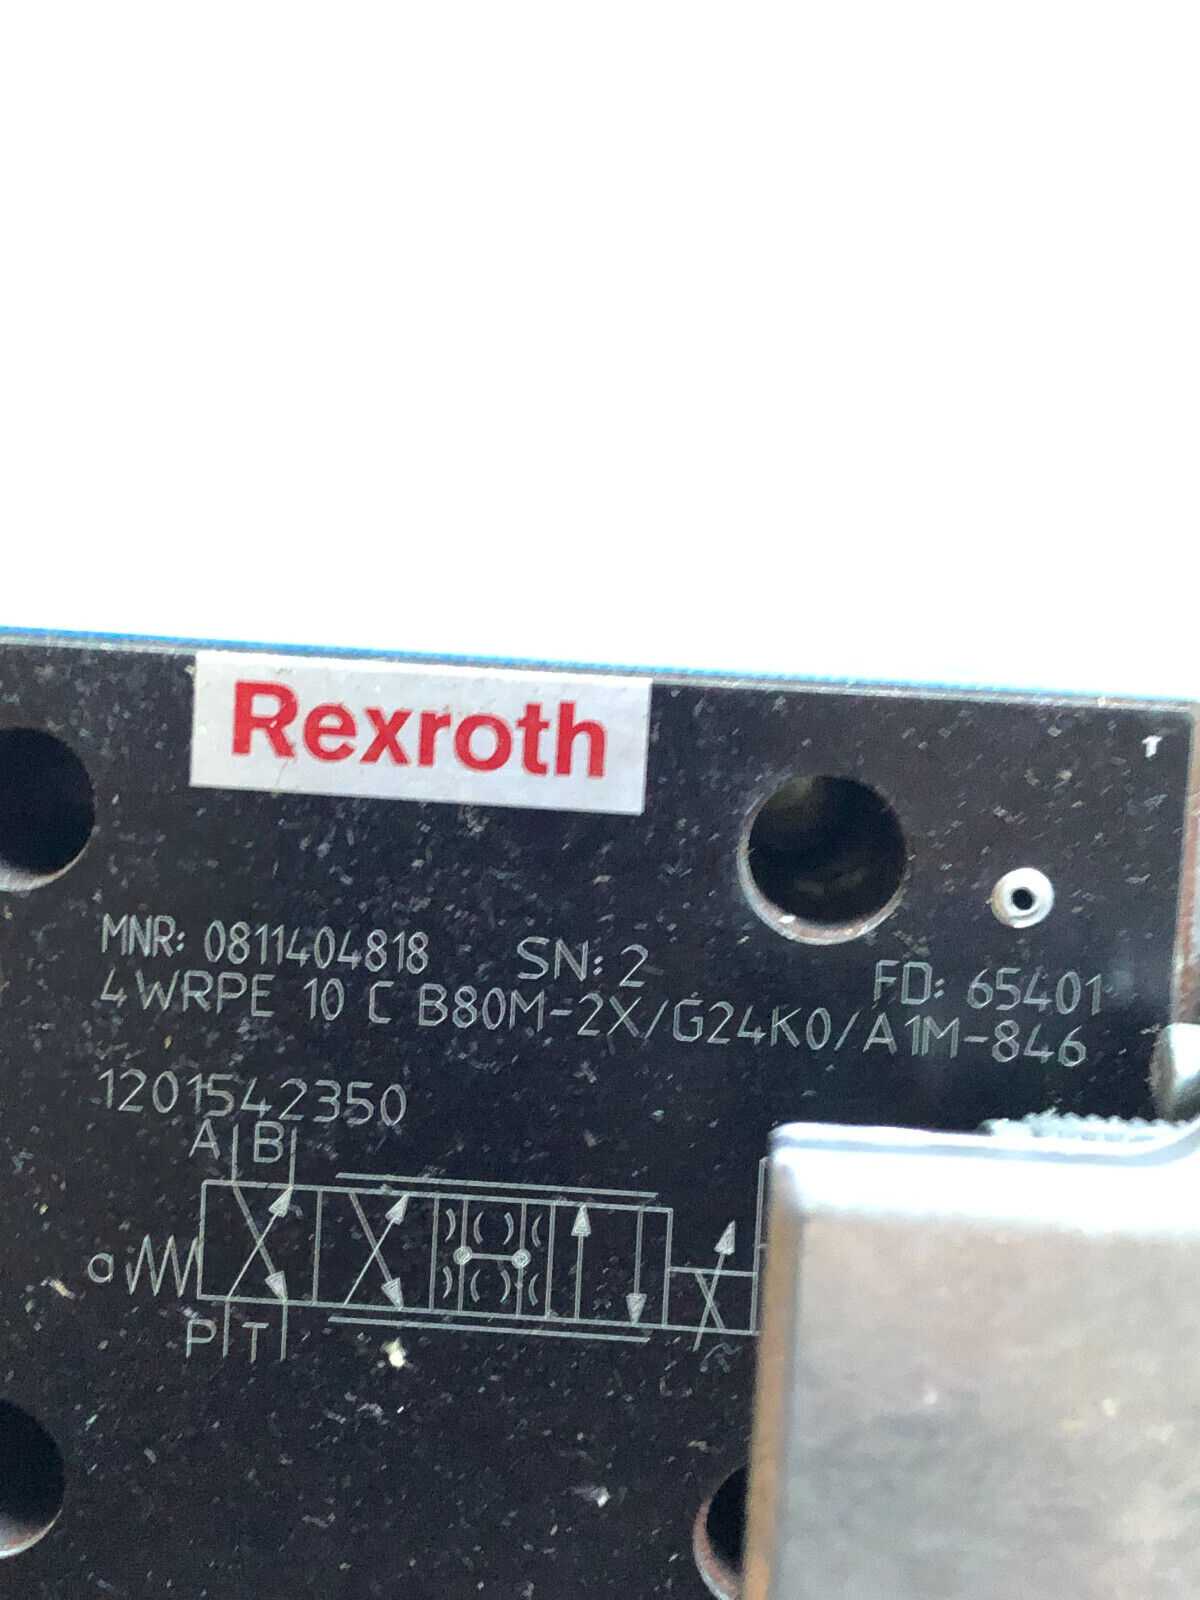 Rexroth
T
MNR: 0811404818 SN: 2 FD: 65401
4WRPE 10 C B80M-2X/G24K0/A1M-846
1201542350
A B
a
P T